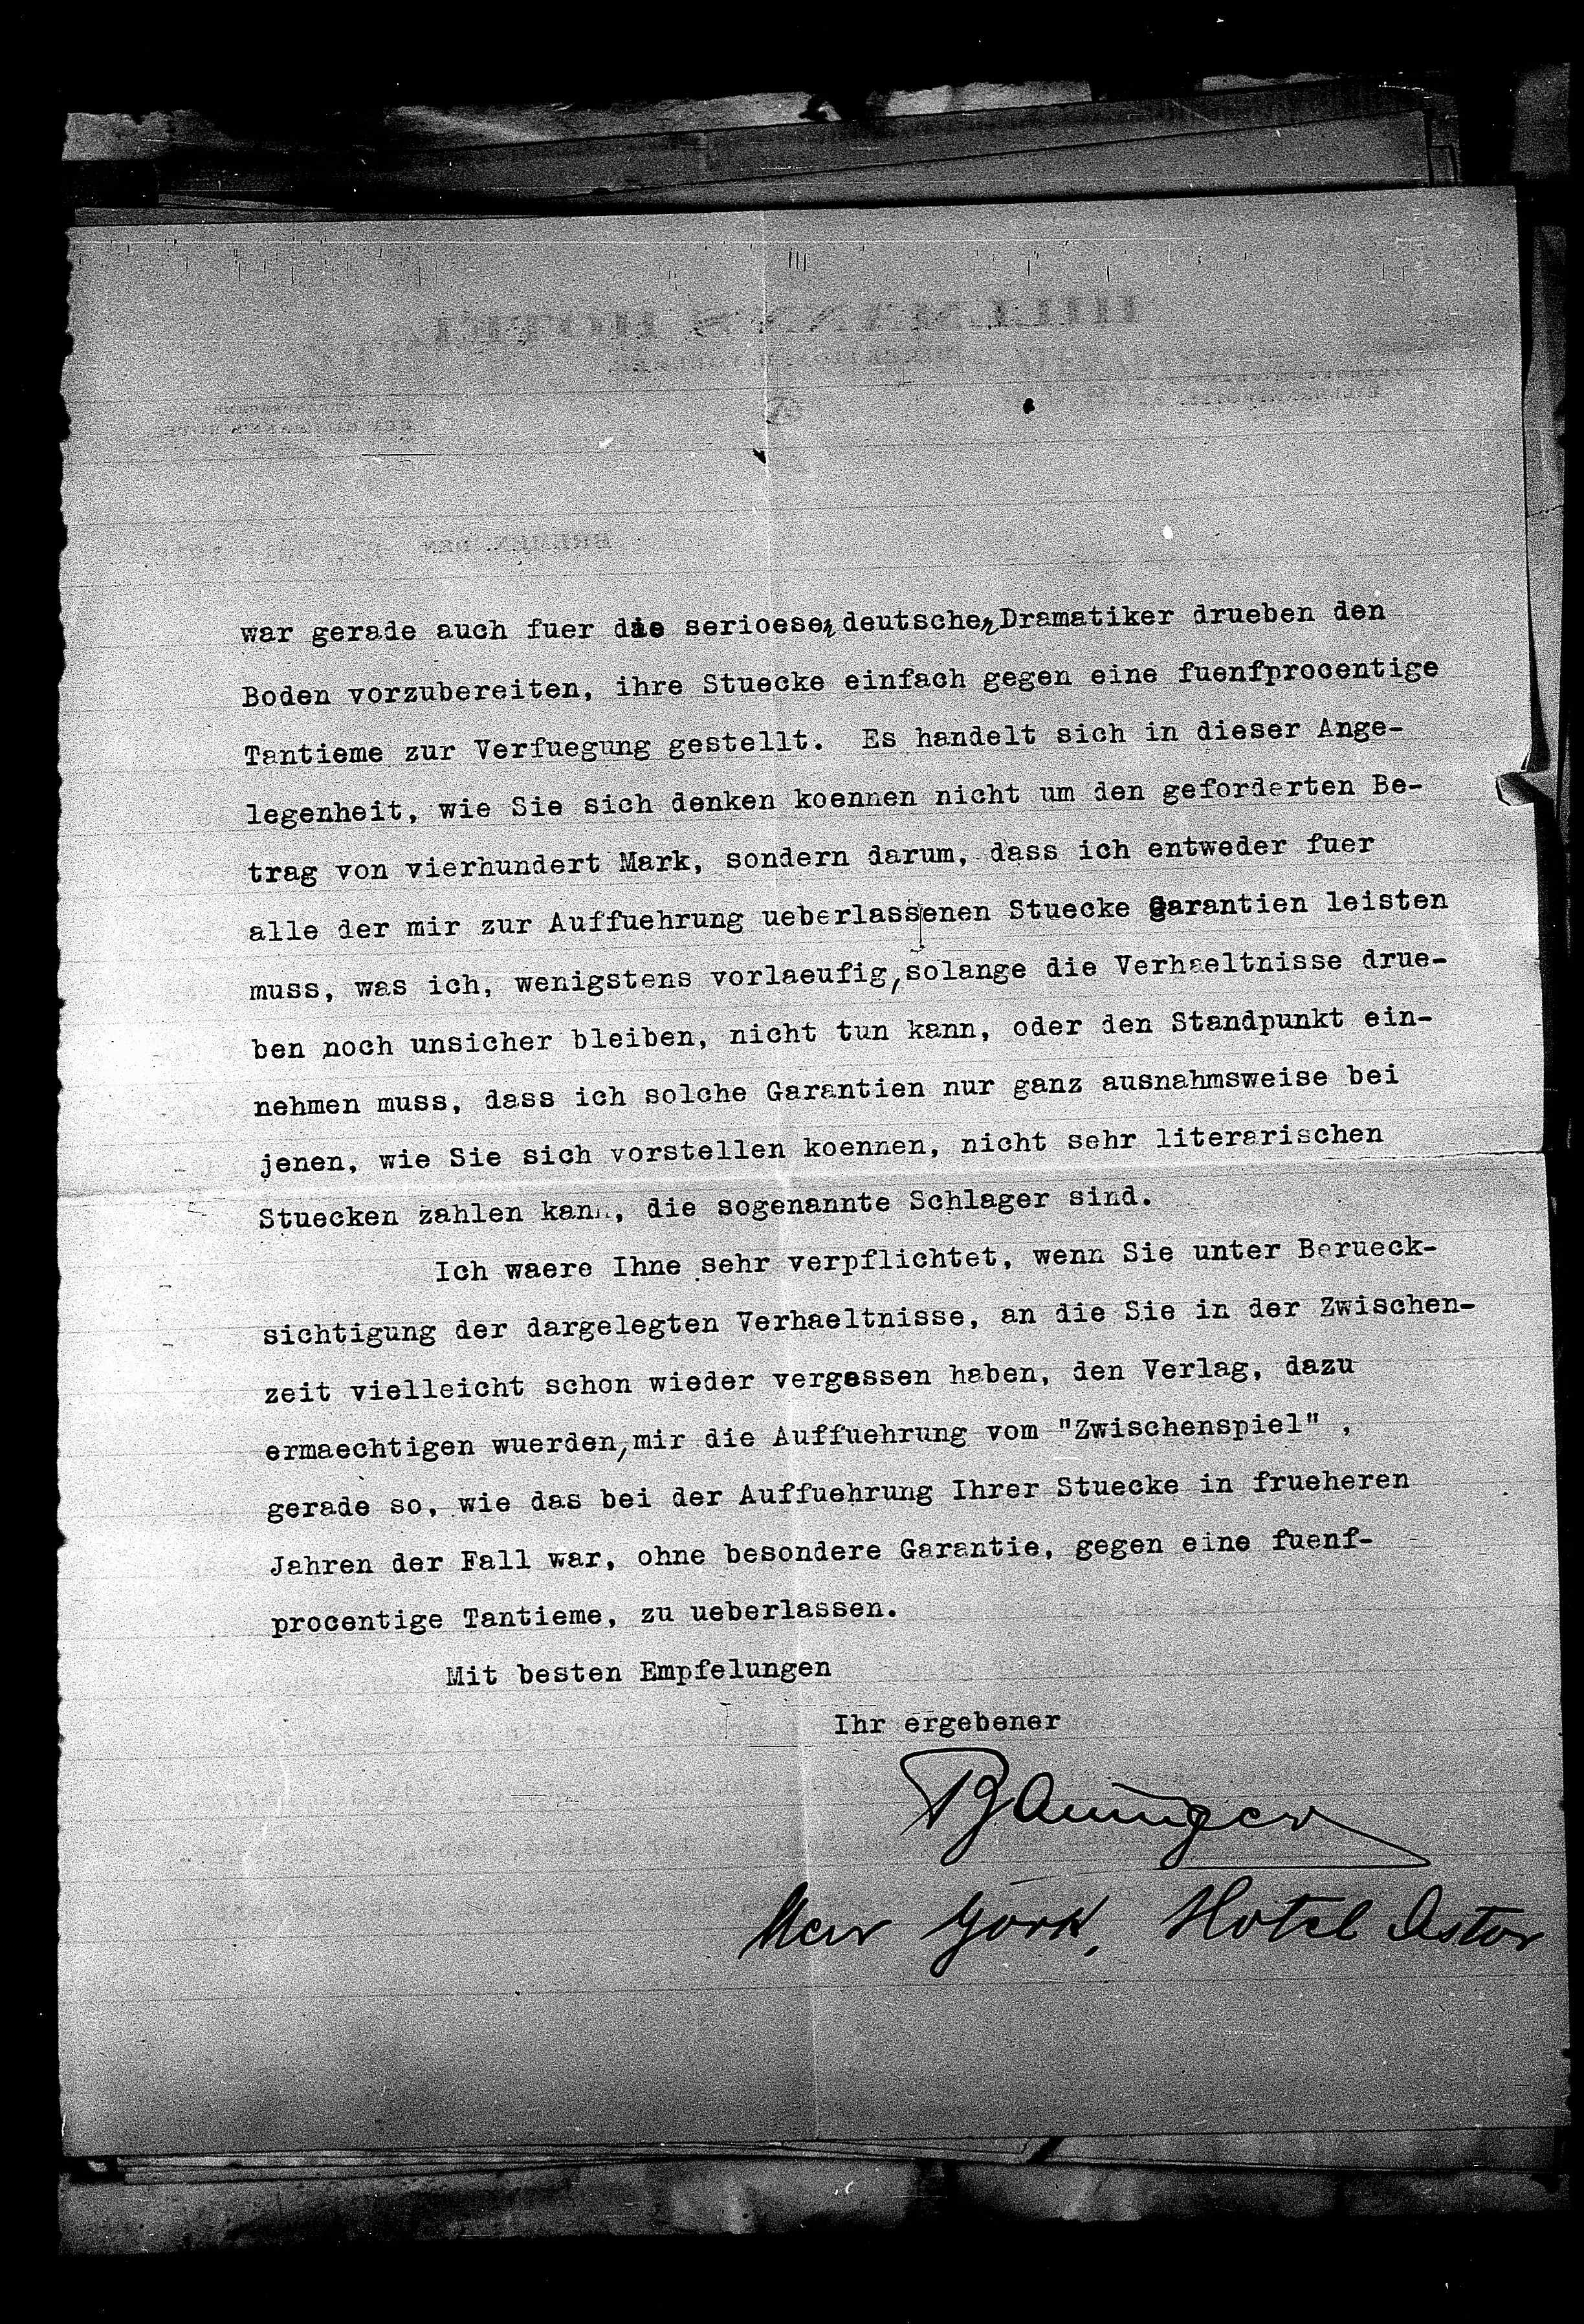 war gerade auch fuer die serioesen deutschen Dramatiker drueben den
Boden vorzubereiten, ihre Stuecke einfach gegen eine fuenfprocentige
Tantieme zur Verfuegung gestellt. Es handelt sich in dieser Ange-
legenheit, wie Sie sich denken koennen nicht um den geforderten Be-
trag von vierhundert Mark, sondern darum, dass ich entweder fuer
alle der mir zur Auffuehrung ueberlassenen Stuecke Garantien leisten
muss, was ich, wenigstens vorlaeufig, solange die Verhaeltnisse drue-
ben noch unsicher bleiben, nicht tun kann, oder den Standpunkt ein-
nehmen muss, dass ich solche Garantien nur ganz ausnahmsweise bei
jenen, wie Sie sich vorstellen koennen, nicht sehr literarischen
Stuecken zahlen kann, die sogenannte Schlager sind.
Ich waere Ihne sehr verpflichtet, wenn Sie unter Berueck-
sichtigung der dargelegten Verhaeltnisse, an die Sie in der Zwischen-
zeit vielleicht schon wieder vergessen haben, den Verlag, dazu
ermaechtigen wuerden, mir die Auffuehrung vom "Zwischenspiel" ,
gerade so, wie das bei der Auffuehrung Ihrer Stuecke in frueheren
Jahren der Fall war, ohne besondere Garantie, gegen eine fuenf-
procentige Tantieme, zu ueberlassen.
Mit besten Empfelungen
Ihr ergebener
New York, Hotel Astor